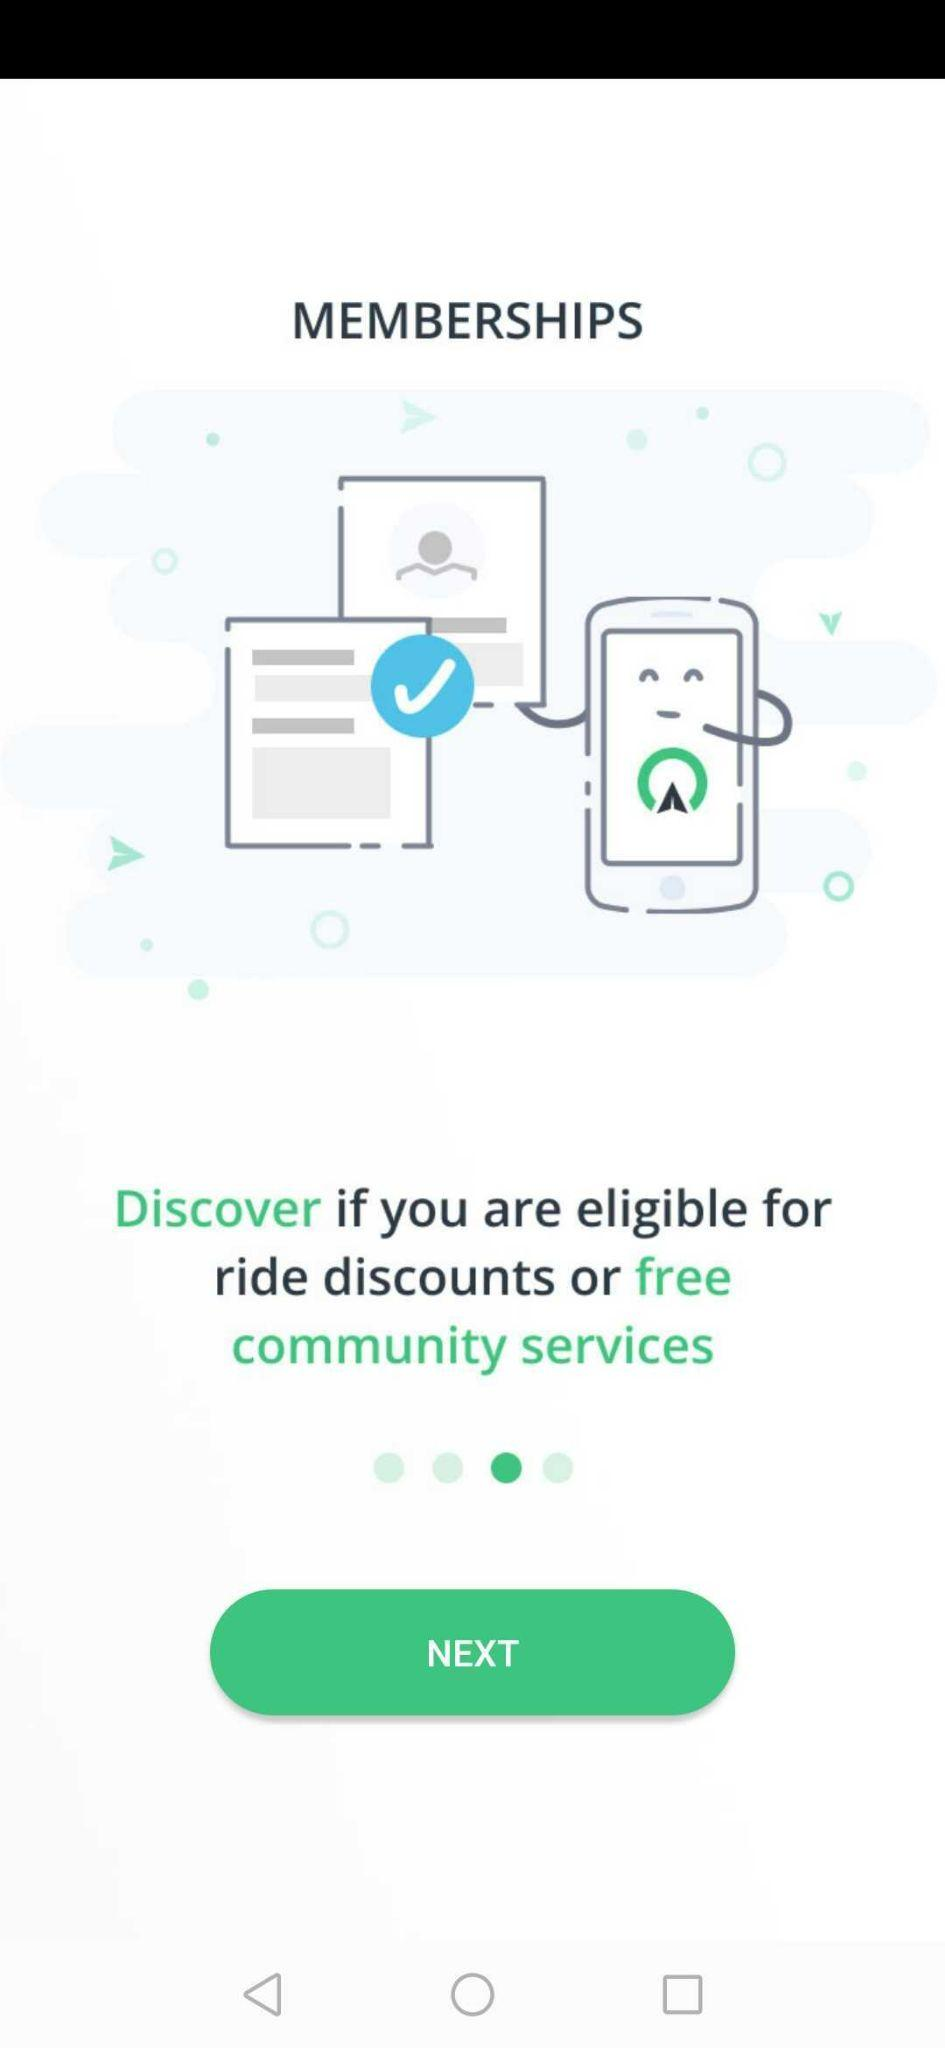 MEMBERSHIPS
Discover if you are eligible for
ride discounts or free
community services
NEXT